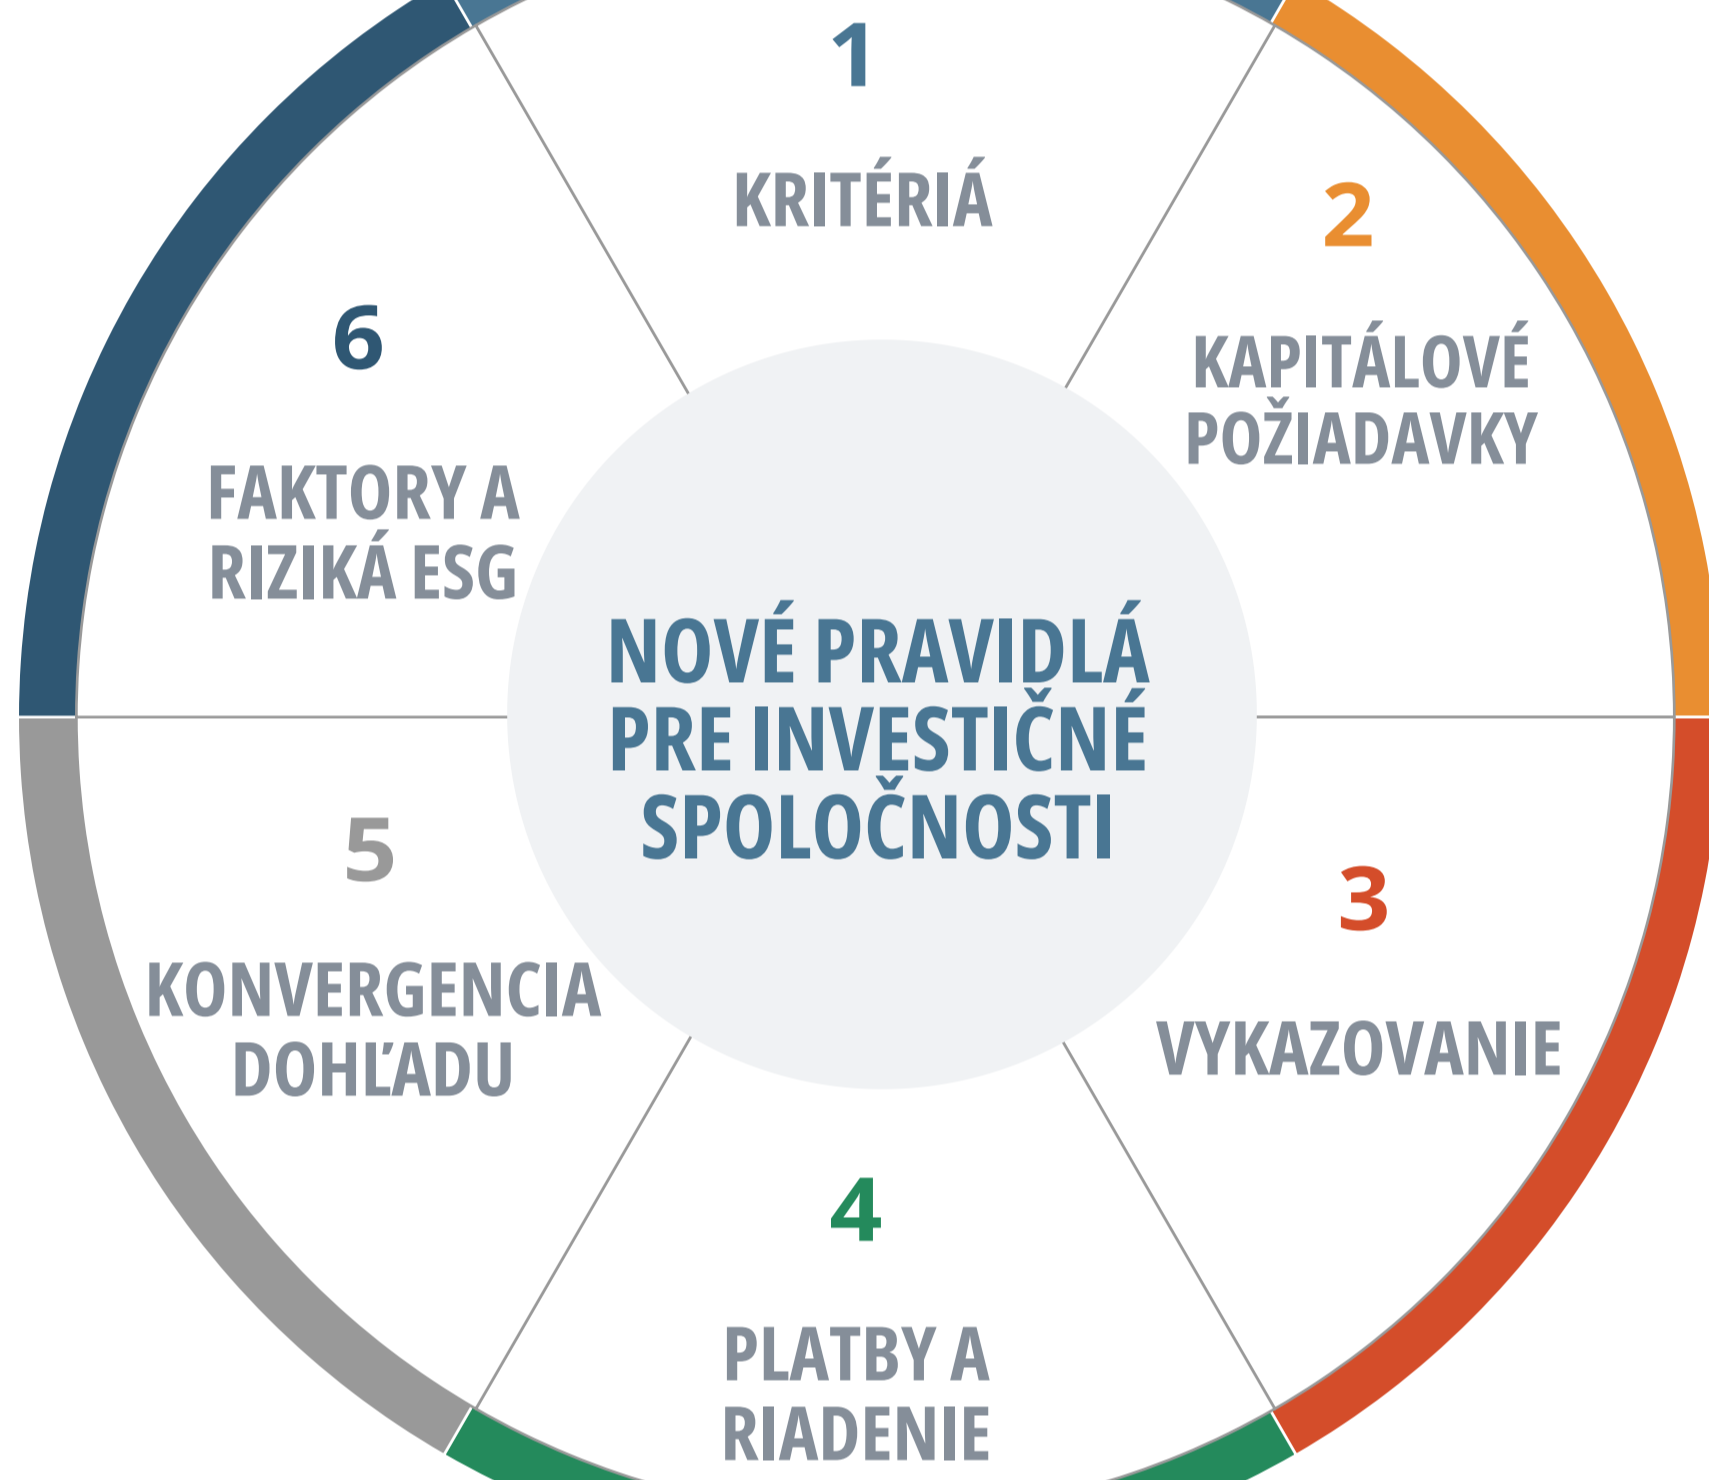 1
KRITÉRIÁ
2
KAPITÁLOVÉ
POŽIADAVKY
3
VYKAZOVANIE
4
PLATBY A
RIADENIE
5
KONVERGENCIA
DOHĽADU
6
FAKTORY A
RIZIKÁ ESG
NOVÉ PRAVIDLÁ
PRE INVESTIČNÉ
SPOLOČNOSTI